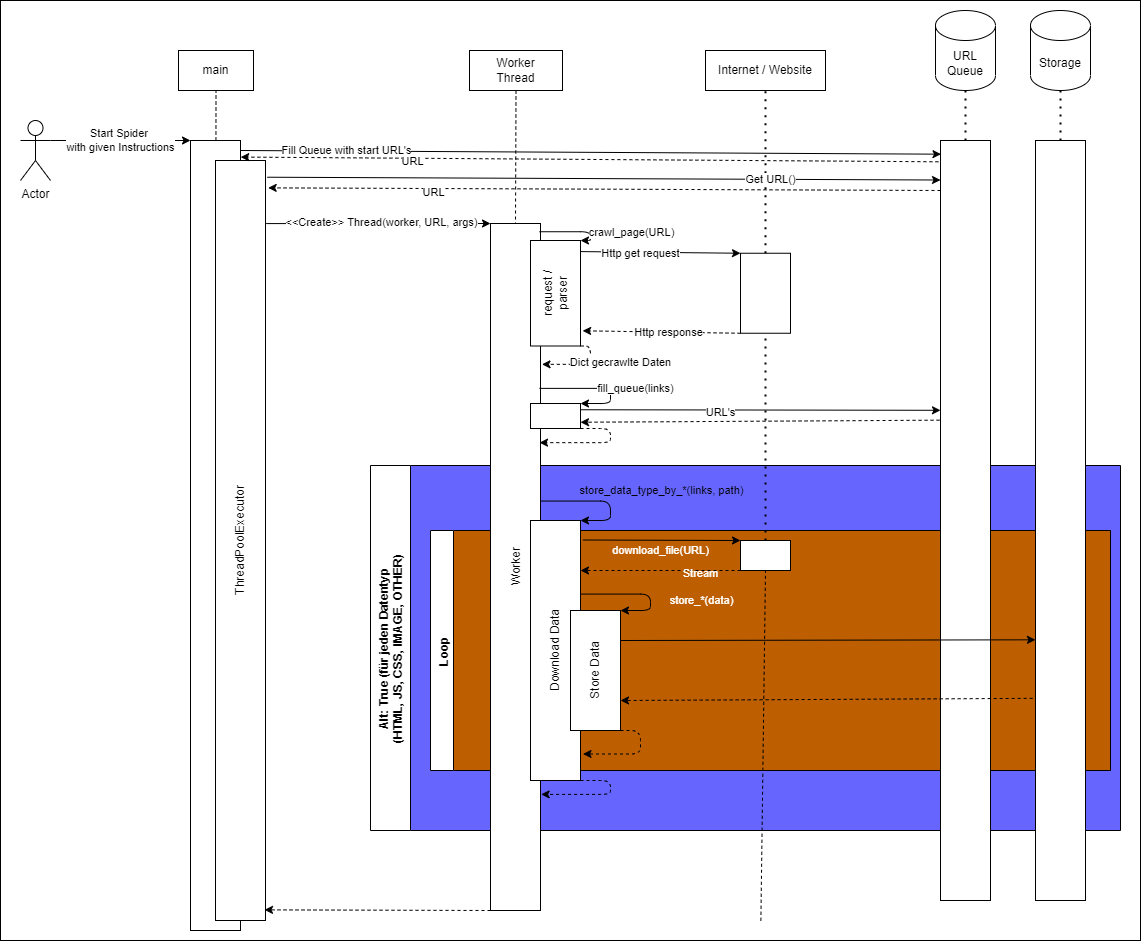 main
Worker
Thread
Internet / Website
URL
Queue
Storage
Start Spider
with given Instructions
Actor
Fill Queue with start URL's
URL
Get URL()
URL
<<Create>> Thread(worker, URL, args)
crawl_page(URL)
Http get request
request /
parser
Http response
Dict gecrawlte Daten
fill_queue(links)
URL's
ThreadPoolExecutor
Alt: True (für jeden Datentyp
(HTML, JS, CSS, IMAGE, OTHER)
store_data_type_by_*(links, path)
Worker
Loop
download_file(URL)
Stream
store_*(data)
Download Data
Store Data